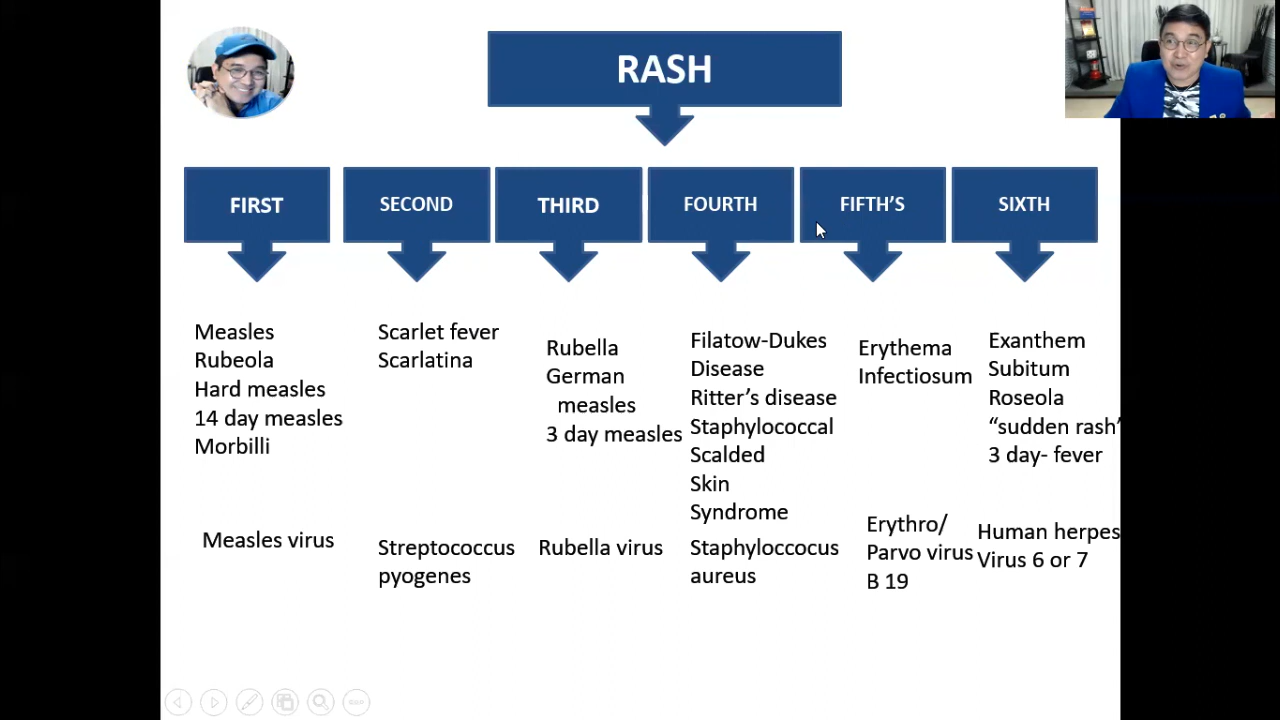 RASH
FIRST
SECOND
THIRD
FOURTH
FIFTH'S
SIXTH
Measles
Rubeola
Hard measles
14 day measles
Morbilli
Scarlet fever
Scarlatina
Rubella
German
measles
3 day measles
Filatow-Dukes
Disease
Ritter's disease
Staphylococcal
Scalded
Skin
Syndrome
Erythema
Infectiosum
Exanthem
Subitum
Roseola
“sudden rash’
3 day- fever
Measles virus
Streptococcus
pyogenes
Rubella virus
Staphyloccocus
aureus
Erythro/
Parvo virus
B 19
Human herpes
Virus 6 or 7